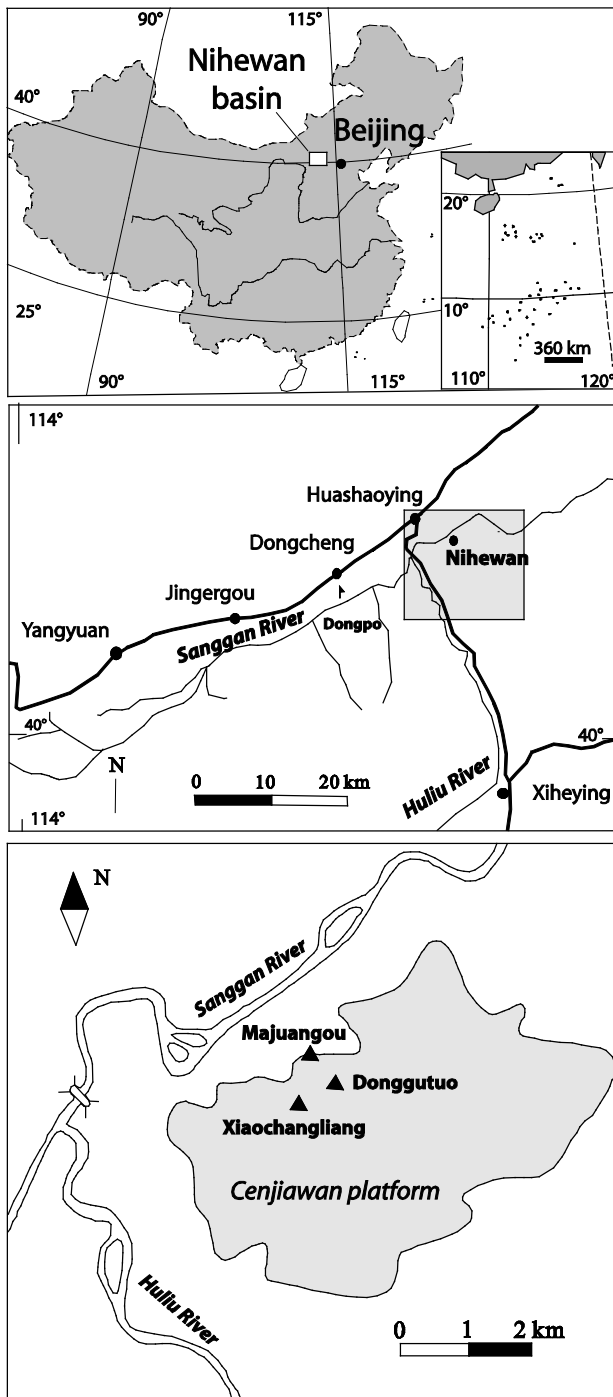 90°
115°
Nihewan
basin
40°
Beijing
20°
25°
10°
360 km
90°
115°
110°
120°
114°
Huashaoying
Dongcheng
Nihewan
Jingergou
Yangyuan
Sanggan River
Dongpo
40°
40°
N
0 10 20 km
Huliu River
Xiheying
114°
N
Sanggan River
Majuangou
Donggutuo
Xiaochangliang
Cenjiawan platform
Huliu River
0 1 2 km